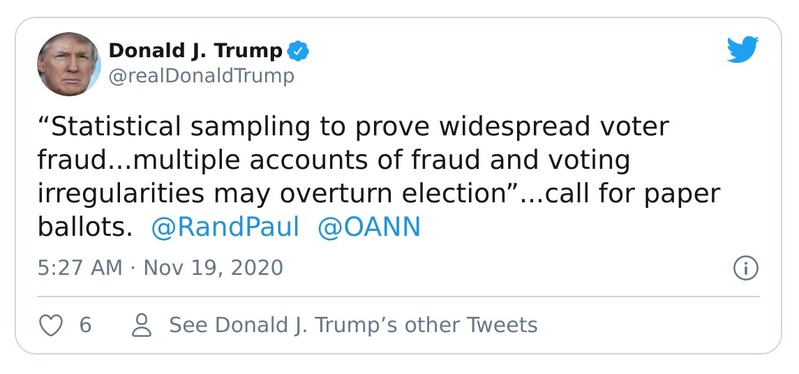 Donald J. Trump
@realDonaldTrump
“Statistical sampling to prove widespread voter
fraud...multiple accounts of fraud and voting
irregularities may overturn election”...call for paper
ballots.  @RandPaul  @OANN
5:27 AM · Nov 19, 2020
6  See Donald J. Trump’s other Tweets